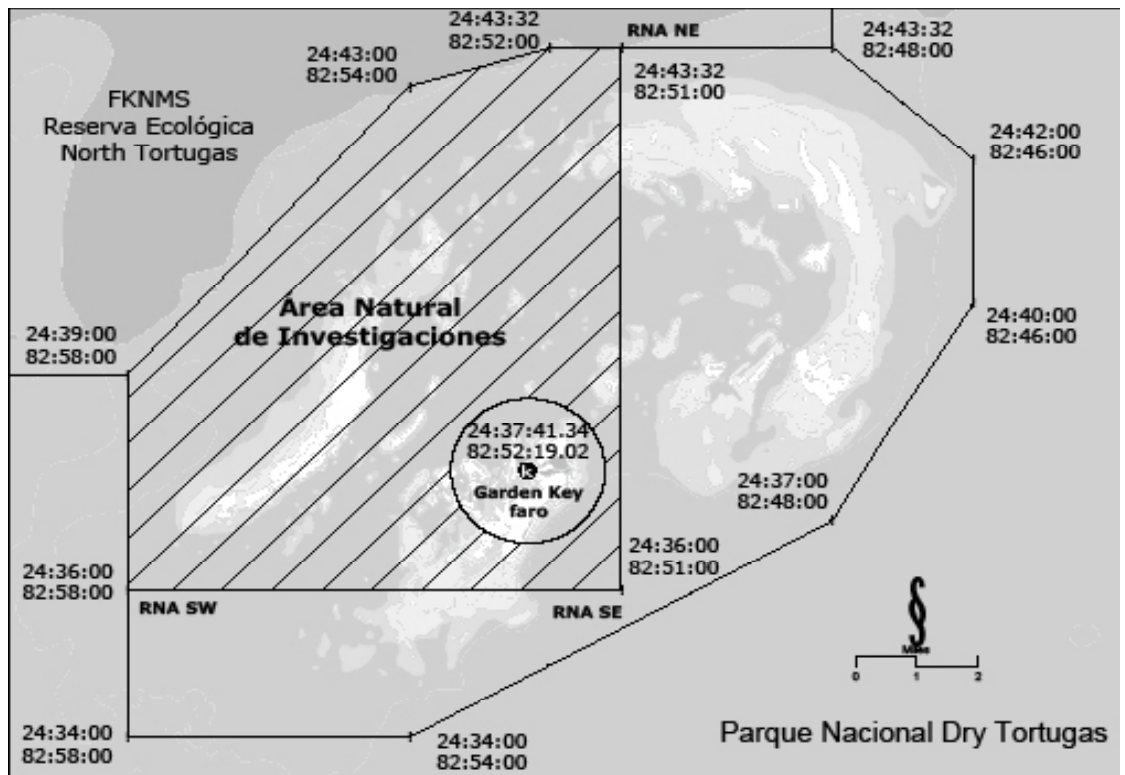 24:43:32
82:52:00
RNA NE
24:43:32
82:48:00
24:43:00
82:54:00
24:43:32
82:51:00
FKNMS
Reserva Ecológica
North Tortugas
24:42:00
82:46:00
Área Natural
de Investigaciones
24:39:00
82:58:00
24:40:00
82:46:00
24:37:41.34
82:52:19.02
k
Garden Key
faro
24:37:00
82:48:00
24:36:00
82:58:00
24:36:00
82:51:00
RNA SW
RNA SE
Miles
0 1 2
24:34:00
82:58:00
24:34:00
82:54:00
Parque Nacional Dry Tortugas